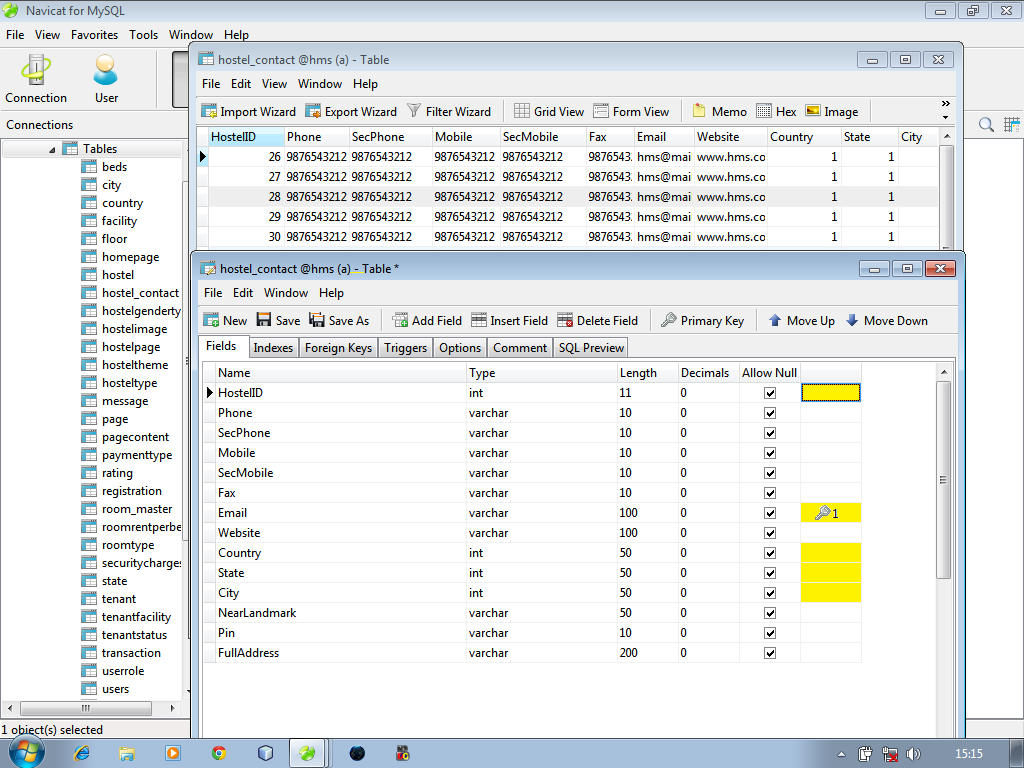 Navicat for MySQL
File View Favorites Tools Window Help
Connection User
Connections
Tables
beds
city
country
facility
floor
homepage
hostel
hostel_contact
hostelgenderty
hostelimage
hostelpage
hosteltheme
hosteltype
message
page
pagecontent
paymenttype
rating
registration
room_master
roomrentperbe
roomtype
securitycharges
state
tenant
tenantfacility
tenantstatus
transaction
userrole
users
1 object(s) selected
hostel_contact @hms (a) - Table
File Edit View Window Help
Import Wizard Export Wizard Filter Wizard Grid View Form View Memo Hex Image »
HostelID Phone SecPhone Mobile SecMobile Fax Email Website Country State City
26 9876543212 9876543212 9876543212 9876543212 9876543 hms@mai www.hms.co 1 1
27 9876543212 9876543212 9876543212 9876543212 9876543 hms@mai www.hms.co 1 1
28 9876543212 9876543212 9876543212 9876543212 9876543 hms@mai www.hms.co 1 1
29 9876543212 9876543212 9876543212 9876543212 9876543 hms@mai www.hms.co 1 1
30 9876543212 9876543212 9876543212 9876543212 9876543 hms@mai www.hms.co 1 1
hostel_contact @hms (a) - Table *
File Edit Window Help
New Save Save As Add Field Insert Field Delete Field Primary Key Move Up Move Down
Fields Indexes Foreign Keys Triggers Options Comment SQL Preview
Name Type Length Decimals Allow Null
HostelID int 11 0
Phone varchar 10 0
SecPhone varchar 10 0
Mobile varchar 10 0
SecMobile varchar 10 0
Fax varchar 10 0
Email varchar 100 0 1
Website varchar 100 0
Country int 50 0
State int 50 0
City int 50 0
NearLandmark varchar 50 0
Pin varchar 10 0
FullAddress varchar 200 0
15:15